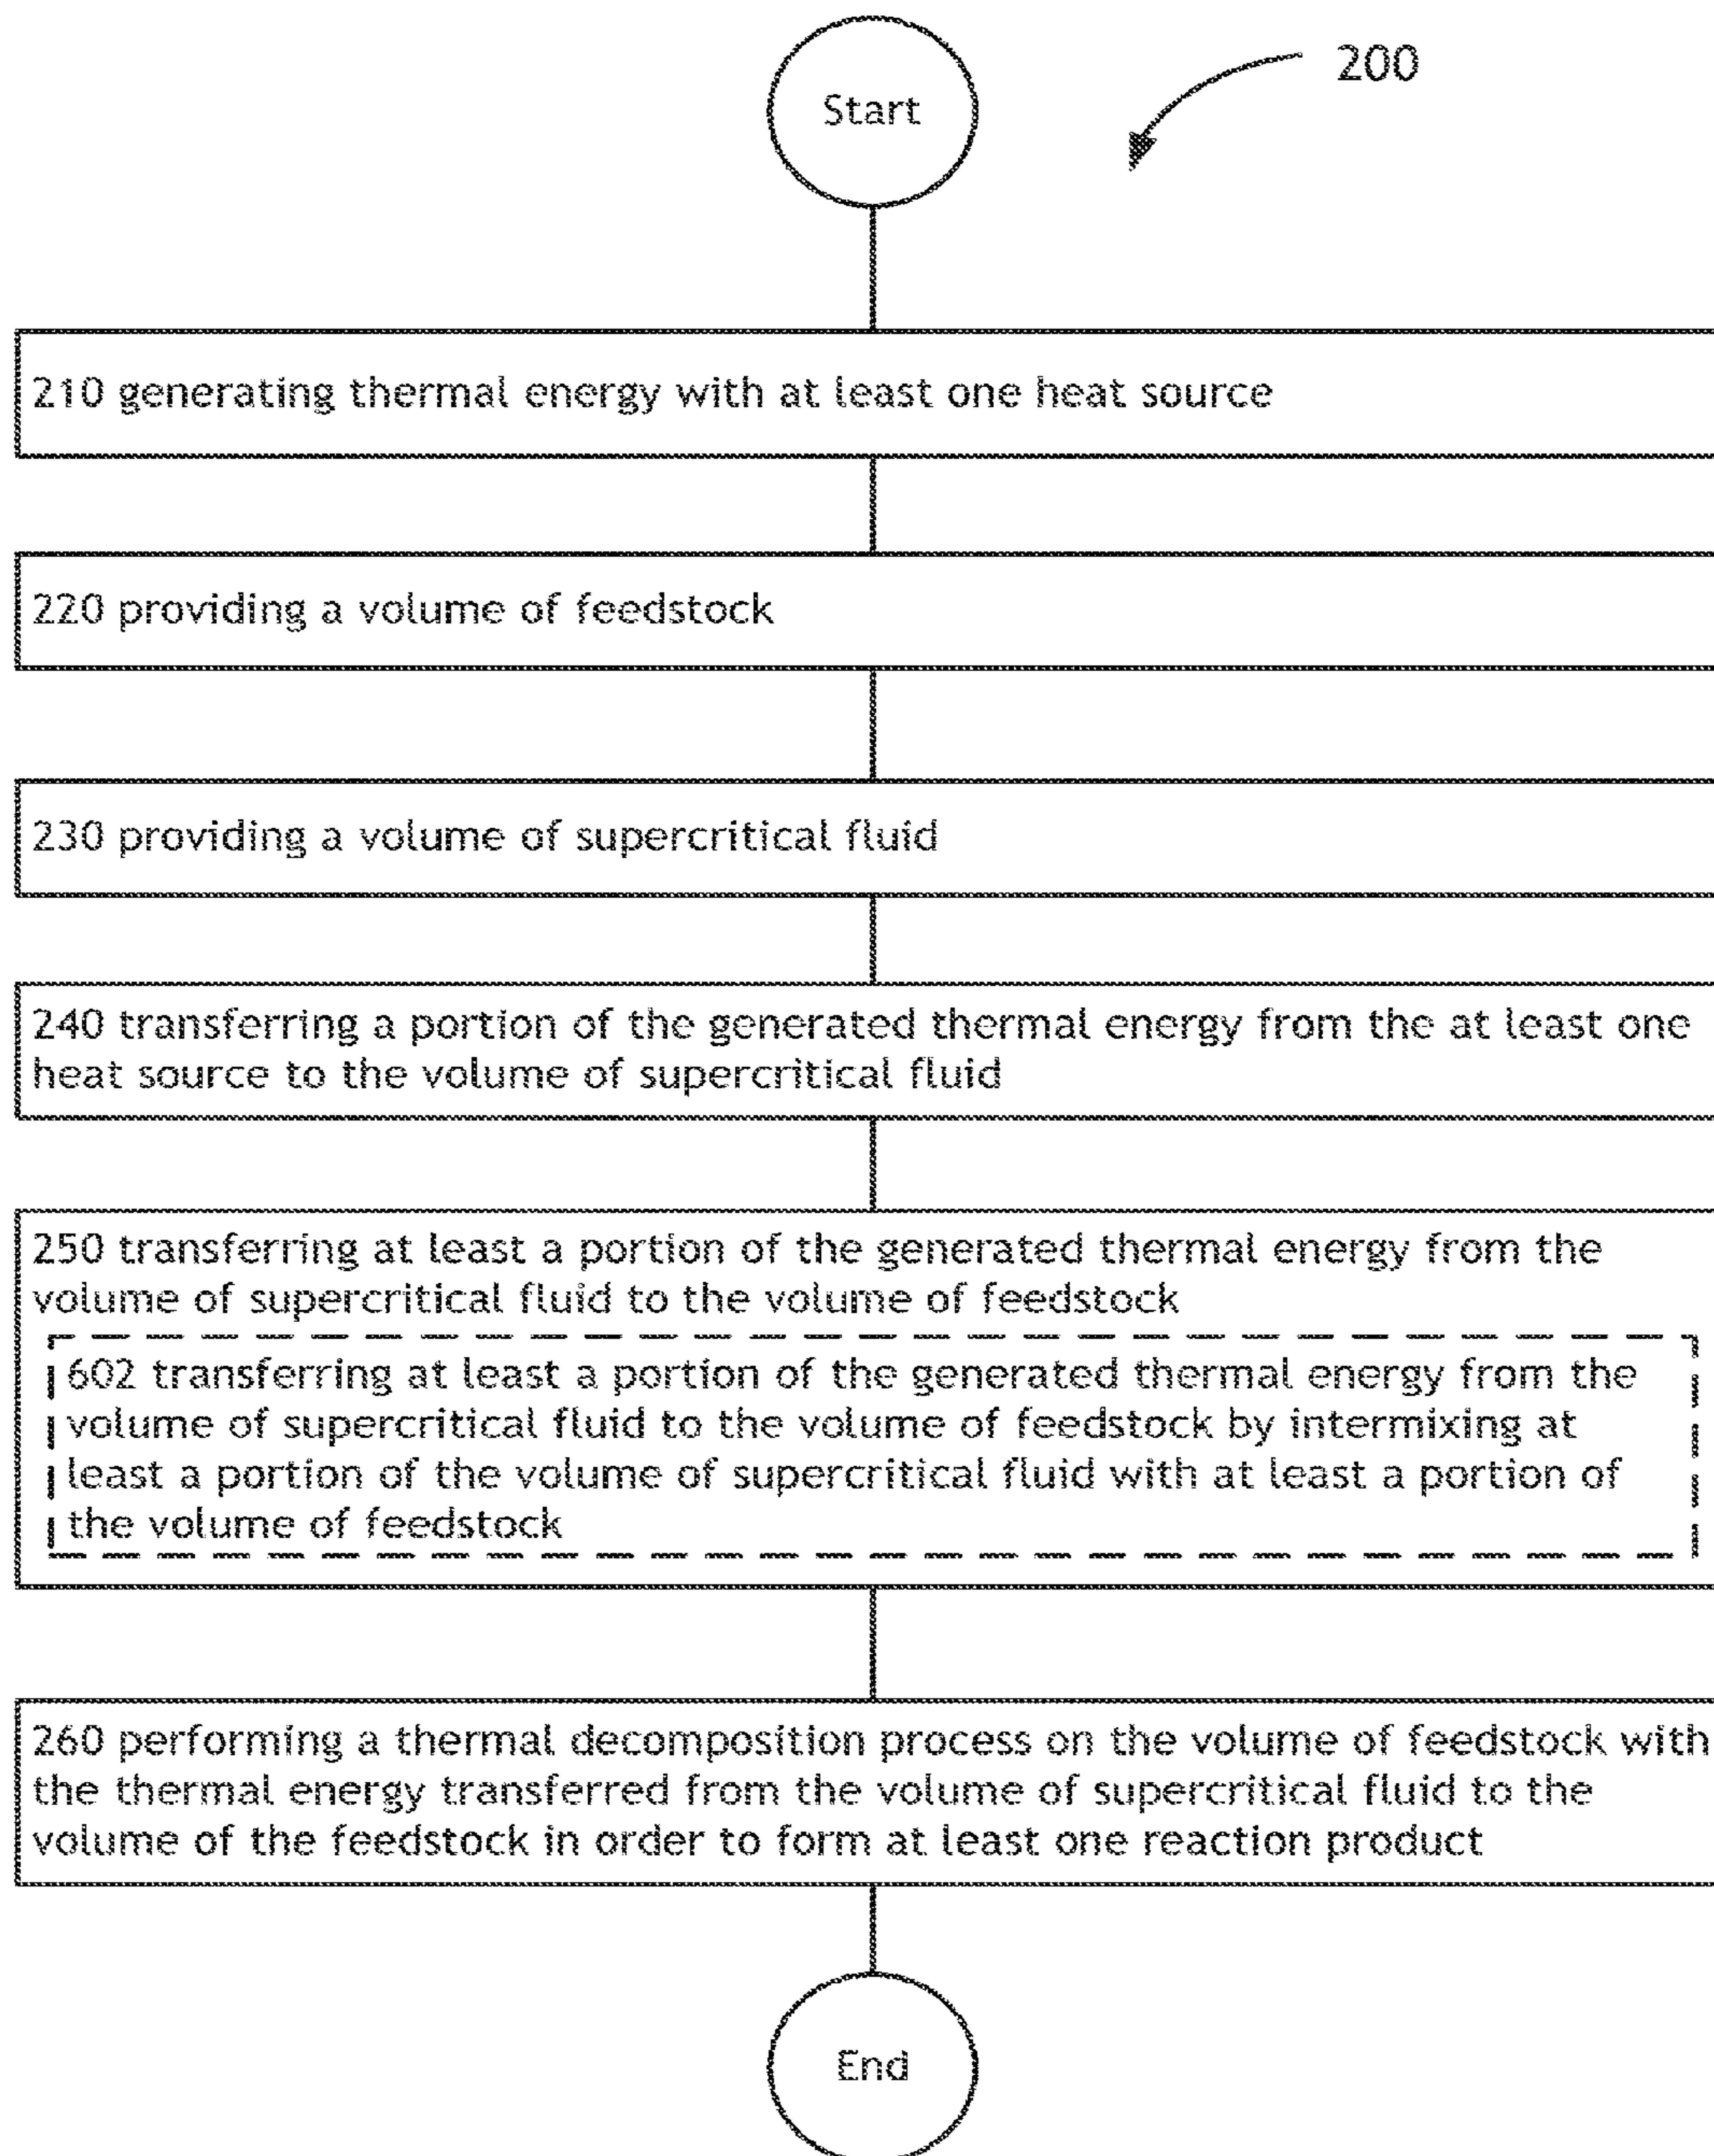 Start
200
210 generating thermal energy with at least one heat source
220 providing a volume of feedstock
230 providing a volume of supercritical fluid
240 transferring a portion of the generated thermal energy from the at least one
heat source to the volume of supercritical fluid
250 transferring at least a portion of the generated thermal energy from the
volume of supercritical fluid to the volume of feedstock
602 transferring at least a portion of the generated thermal energy from the
volume of supercritical fluid to the volume of feedstock by intermixing at
least a portion of the volume of supercritical fluid with at least a portion of
the volume of feedstock
260 performing a thermal decomposition process on the volume of feedstock with
the thermal energy transferred from the volume of supercritical fluid to the
volume of the feedstock in order to form at least one reaction product
End